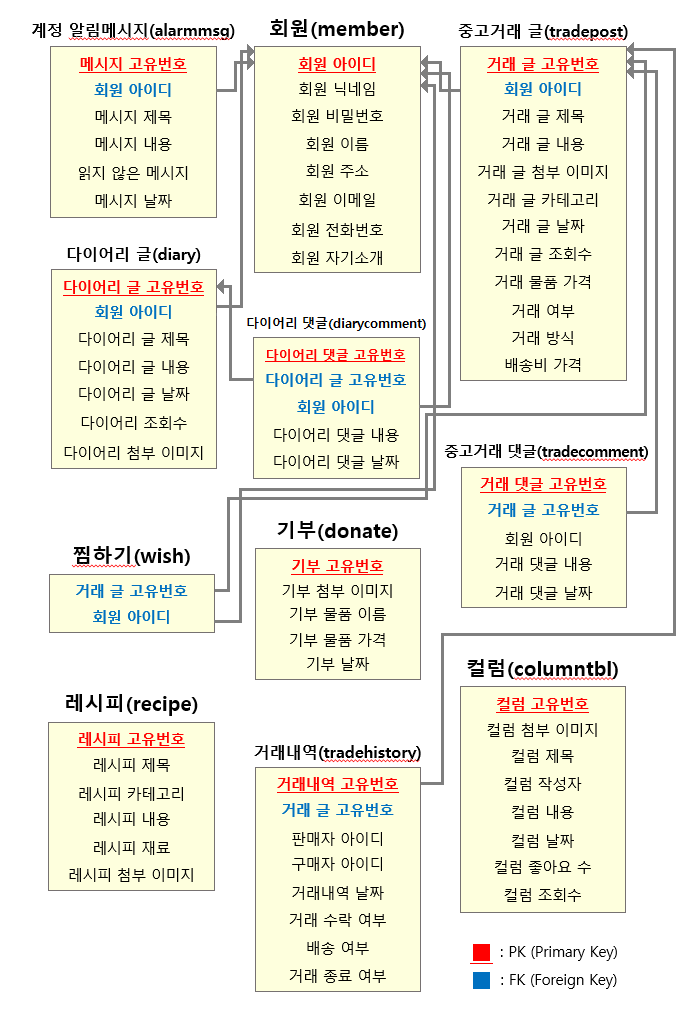 계정 알림메시지(alarmmsg)
메시지 고유번호
회원 아이디
메시지 제목
메시지 내용
읽지 않은 메시지
메시지 날짜
회원(member)
회원 아이디
회원 닉네임
회원 비밀번호
회원 이름
회원 주소
회원 이메일
회원 전화번호
회원 자기소개
중고거래 글(tradepost)
거래 글 고유번호
회원 아이디
거래 글 제목
거래 글 내용
거래 글 첨부 이미지
거래 글 카테고리
거래 글 날짜
거래 글 조회수
거래 물품 가격
거래 여부
거래 방식
배송비 가격
다이어리 글(diary)
다이어리 글 고유번호
회원 아이디
다이어리 글 제목
다이어리 글 내용
다이어리 글 날짜
다이어리 조회수
다이어리 첨부 이미지
다이어리 댓글(diarycomment)
다이어리 댓글 고유번호
다이어리 글 고유번호
회원 아이디
다이어리 댓글 내용
다이어리 댓글 날짜
중고거래 댓글(tradecomment)
거래 댓글 고유번호
거래 글 고유번호
회원 아이디
거래 댓글 내용
거래 댓글 날짜
찜하기(wish)
거래 글 고유번호
회원 아이디
기부(donate)
기부 고유번호
기부 첨부 이미지
기부 물품 이름
기부 물품 가격
기부 날짜
컬럼(columntbl)
컬럼 고유번호
컬럼 첨부 이미지
컬럼 제목
컬럼 작성자
컬럼 내용
컬럼 날짜
컬럼 좋아요 수
컬럼 조회수
레시피(recipe)
레시피 고유번호
레시피 제목
레시피 카테고리
레시피 내용
레시피 재료
레시피 첨부 이미지
거래내역(tradehistory)
거래내역 고유번호
거래 글 고유번호
판매자 아이디
구매자 아이디
거래내역 날짜
거래 수락 여부
배송 여부
거래 종료 여부
: PK (Primary Key)
: FK (Foreign Key)